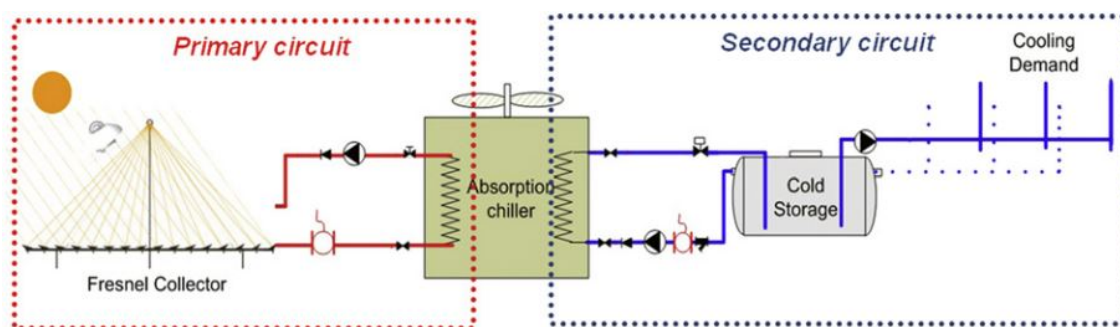 Primary circuit
Secondary circuit
Cooling
Demand
Absorption
chiller
Cold
Storage
Fresnel Collector